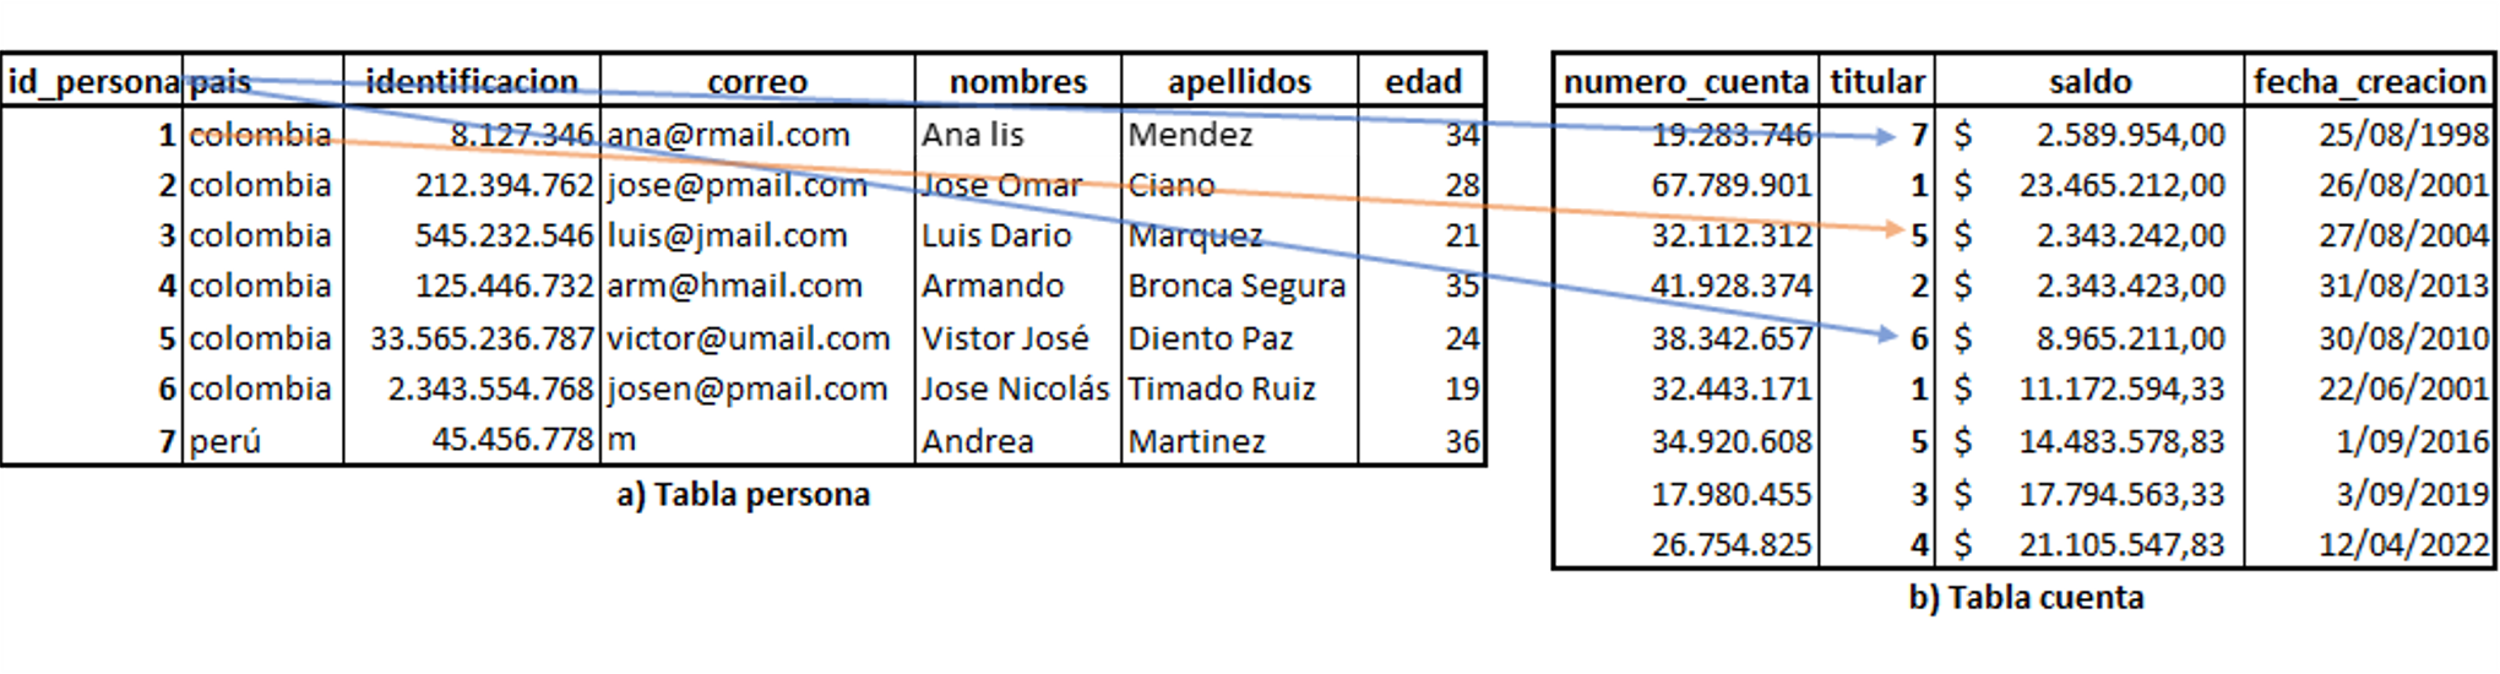 id_persona pais identificacion correo nombres apellidos edad
1 colombia 8.127.346 ana@rmail.com Ana lis Mendez 34
2 colombia 212.394.762 jose@pmail.com Jose Omar Ciano 28
3 colombia 545.232.546 luis@jmail.com Luis Dario Marquez 21
4 colombia 125.446.732 arm@hmail.com Armando Bronca Segura 35
5 colombia 33.565.236.787 victor@umail.com Vistor José Diento Paz 24
6 colombia 2.343.554.768 josen@pmail.com Jose Nicolás Timado Ruiz 19
7 perú 45.456.778 m Andrea Martinez 36
a) Tabla persona
numero_cuenta titular saldo fecha_creacion
19.283.746 7 $ 2.589.954,00 25/08/1998
67.789.901 1 $ 23.465.212,00 26/08/2001
32.112.312 5 $ 2.343.242,00 27/08/2004
41.928.374 2 $ 2.343.423,00 31/08/2013
38.342.657 6 $ 8.965.211,00 30/08/2010
32.443.171 1 $ 11.172.594,33 22/06/2001
34.920.608 5 $ 14.483.578,83 1/09/2016
17.980.455 3 $ 17.794.563,33 3/09/2019
26.754.825 4 $ 21.105.547,83 12/04/2022
b) Tabla cuenta